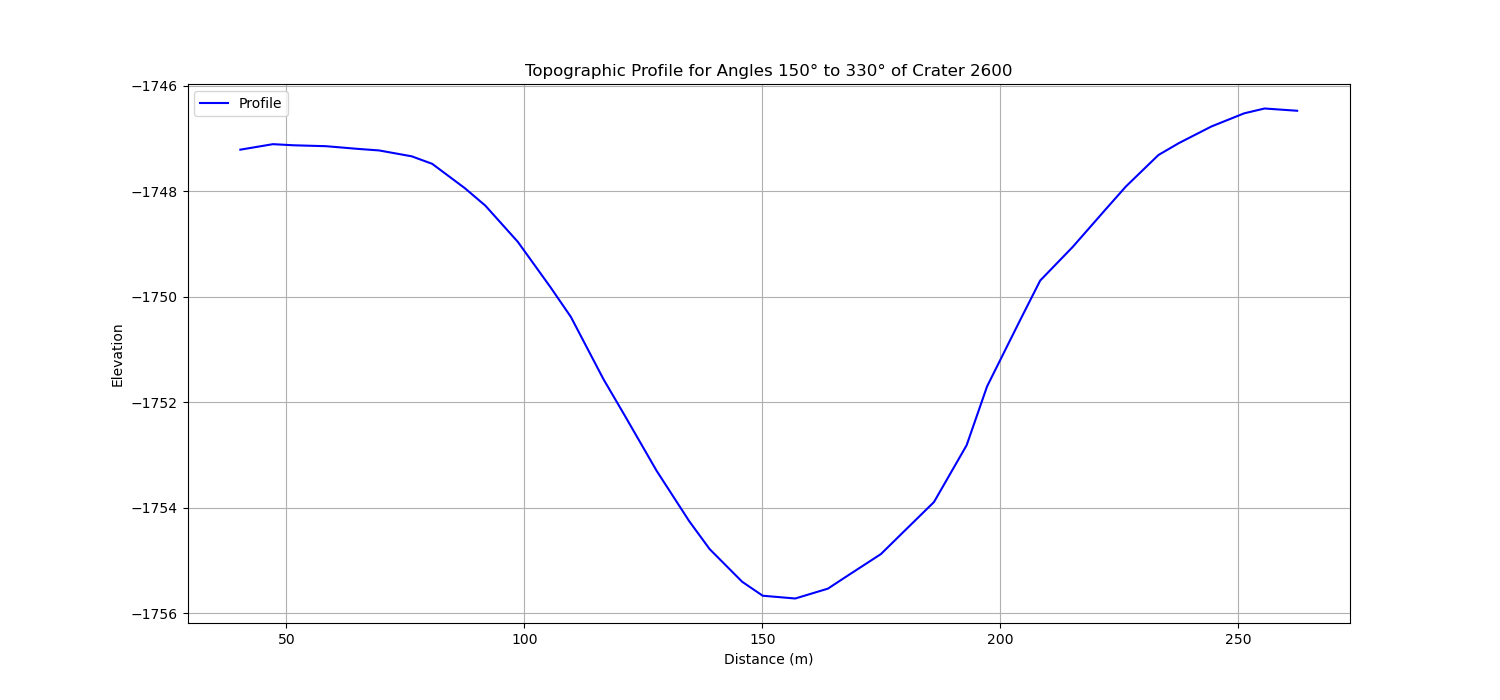 Topographic Profile for Angles 150° to 330° of Crater 2600
Profile
−1746
−1748
−1750
−1752
−1754
−1756
Elevation
50
100
150
200
250
Distance (m)